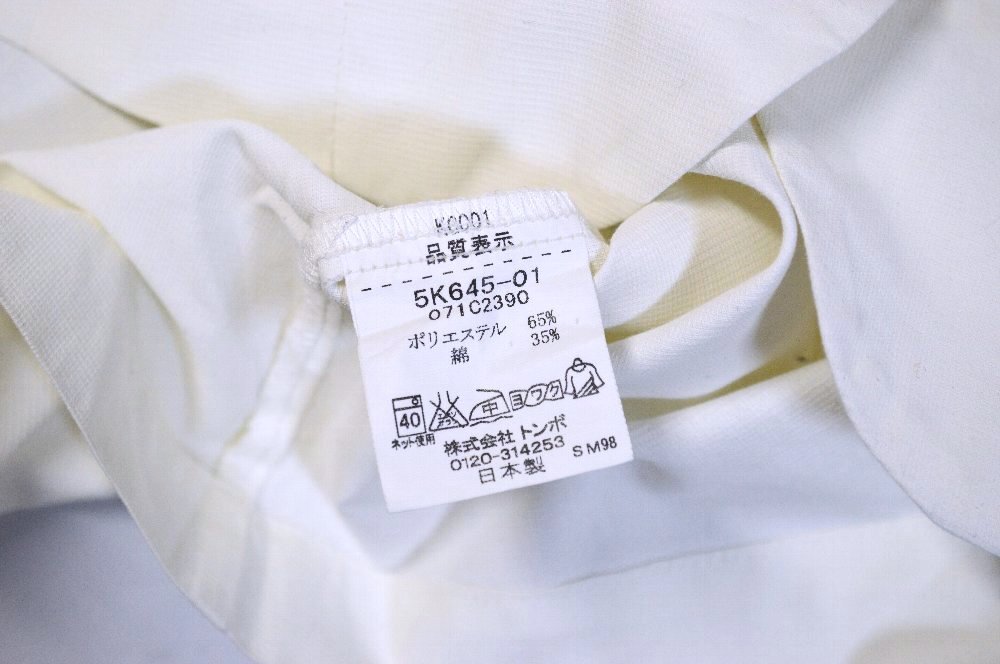 KC001
品質表示
5K645-01
071C2390
ポリエステル 65%
綿 35%
40 中 ヨワク
ネット使用
株式会社 トンボ
0120-314253 SM98
日本製